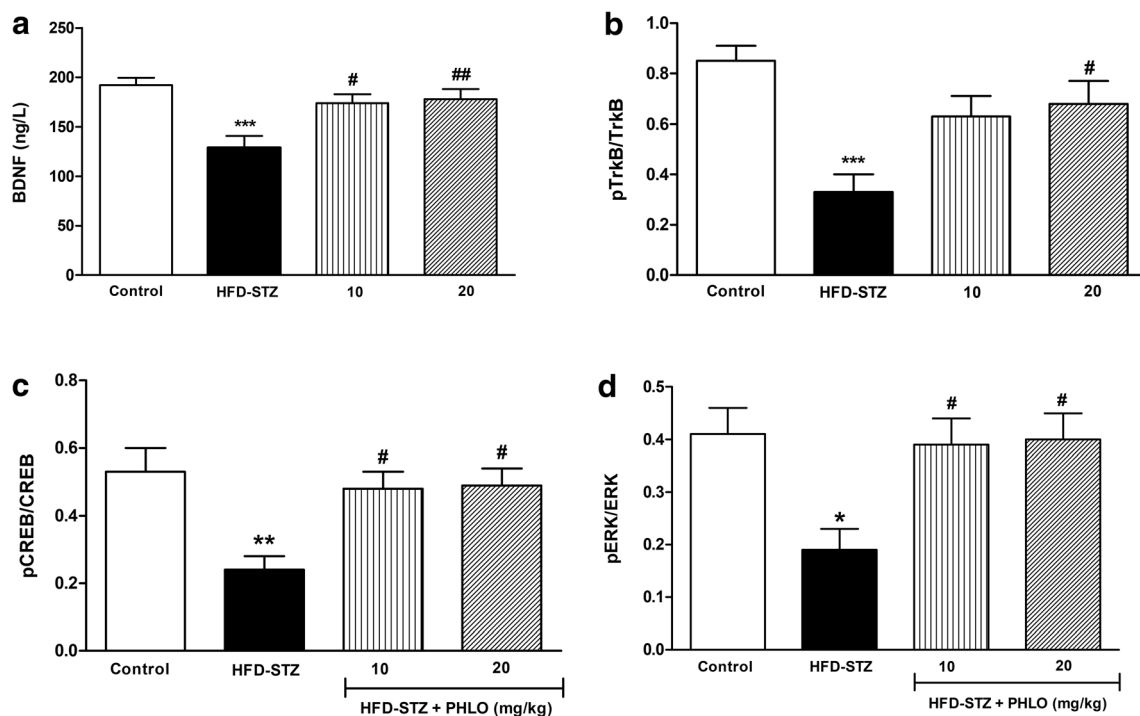 a
BDNF (ng/L)
250
200
150
100
50
0
***
#
##
Control HFD-STZ 10 20
b
pTrkB/TrkB
1.0
0.8
0.6
0.4
0.2
0.0
***
#
Control HFD-STZ 10 20
c
pCREB/CREB
0.8
0.6
0.4
0.2
0.0
**
#
#
Control HFD-STZ 10 20
HFD-STZ + PHLO (mg/kg)
d
pERK/ERK
0.5
0.4
0.3
0.2
0.1
0.0
*
#
#
Control HFD-STZ 10 20
HFD-STZ + PHLO (mg/kg)